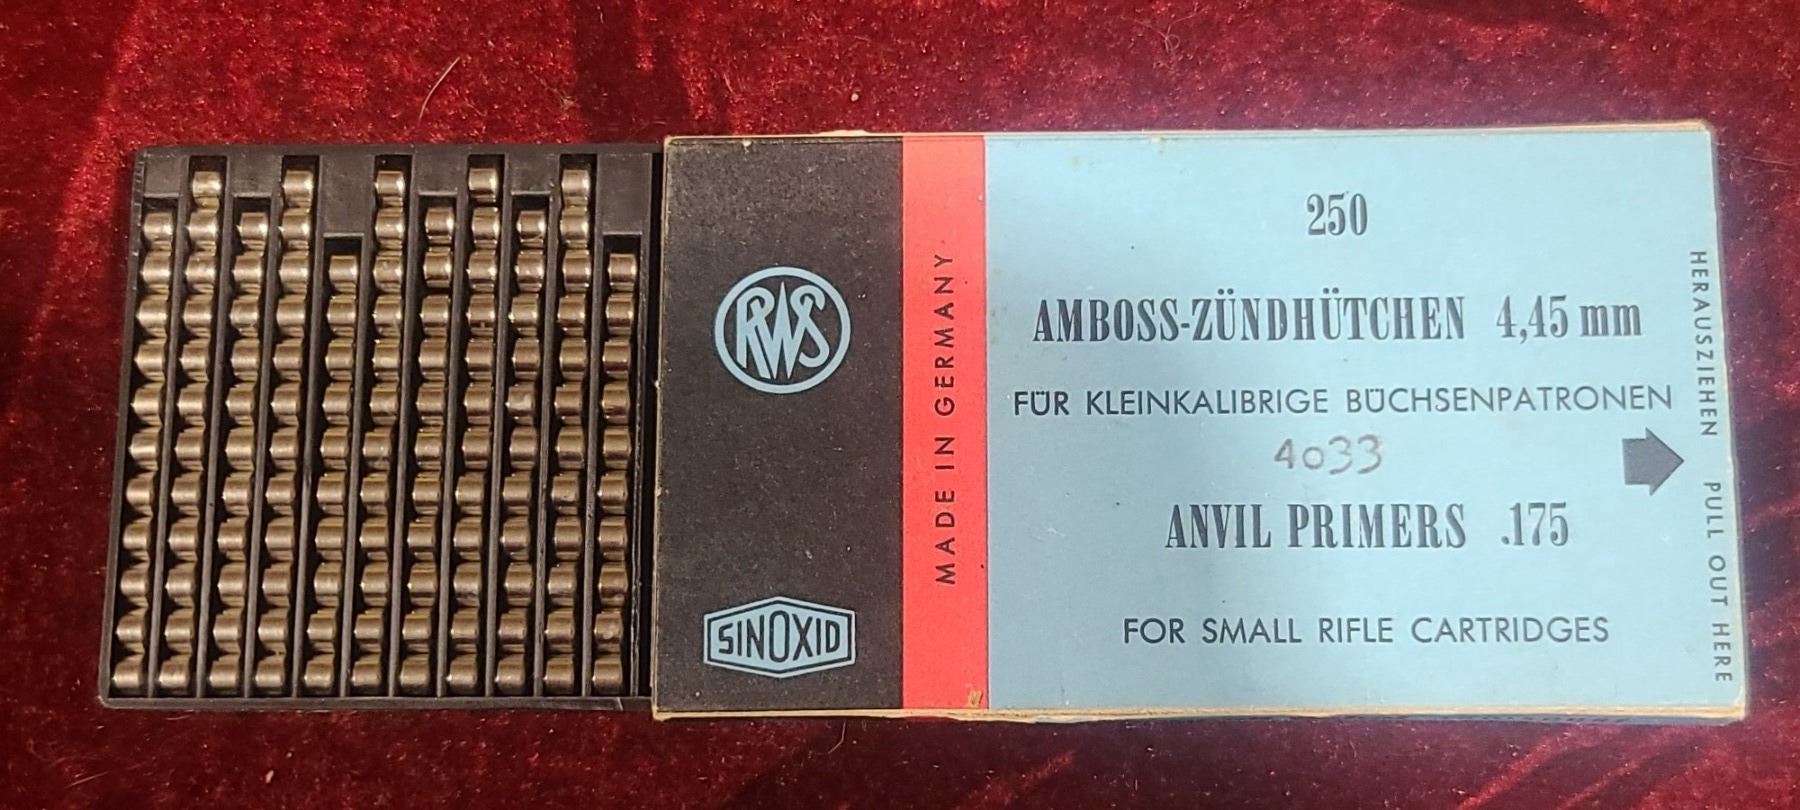 RWS
SINOXID
MADE IN GERMANY
250
AMBOSS-ZÜNDHÜTCHEN 4,45 mm
FÜR KLEINKALIBRIGE BÜCHSENPATRONEN
4033
ANVIL PRIMERS .175
FOR SMALL RIFLE CARTRIDGES
HERAUSZIEHEN PULL OUT HERE